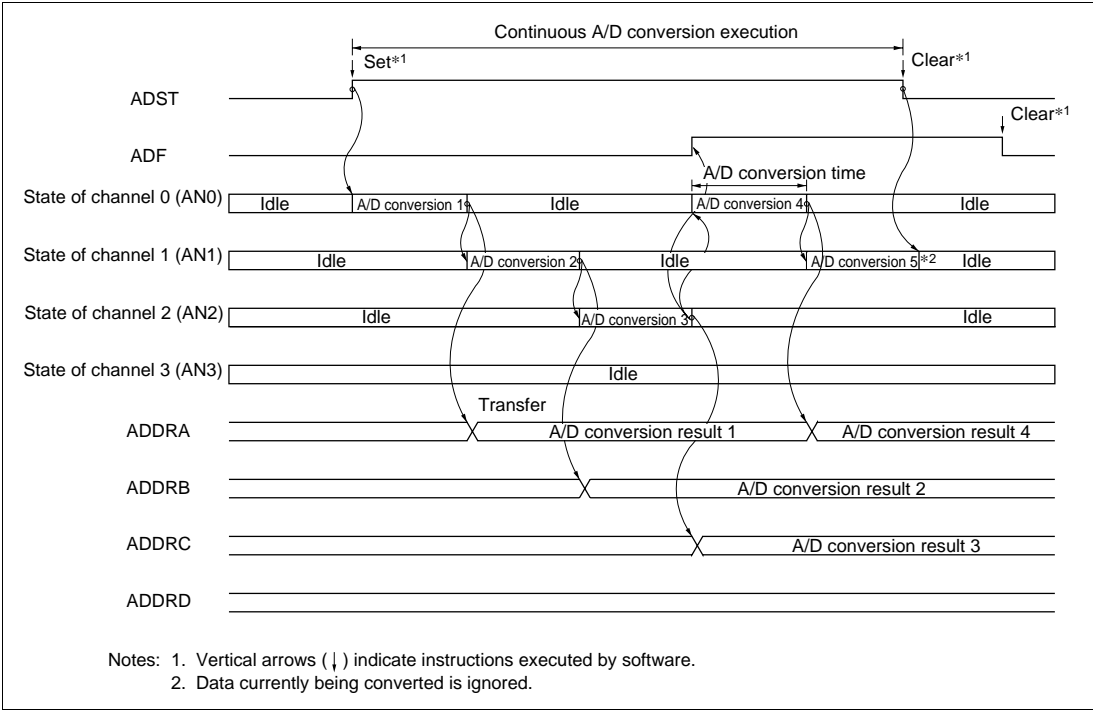 Continuous A/D conversion execution
Set*1
Clear*1
ADST
Clear*1
ADF
A/D conversion time
State of channel 0 (AN0)
Idle
A/D conversion 1
Idle
A/D conversion 4
Idle
State of channel 1 (AN1)
Idle
A/D conversion 2
Idle
A/D conversion 5
*2
Idle
State of channel 2 (AN2)
Idle
A/D conversion 3
Idle
State of channel 3 (AN3)
Idle
Transfer
ADDRA
A/D conversion result 1
A/D conversion result 4
ADDRB
A/D conversion result 2
ADDRC
A/D conversion result 3
ADDRD
Notes: 1. Vertical arrows (↓) indicate instructions executed by software.
2. Data currently being converted is ignored.